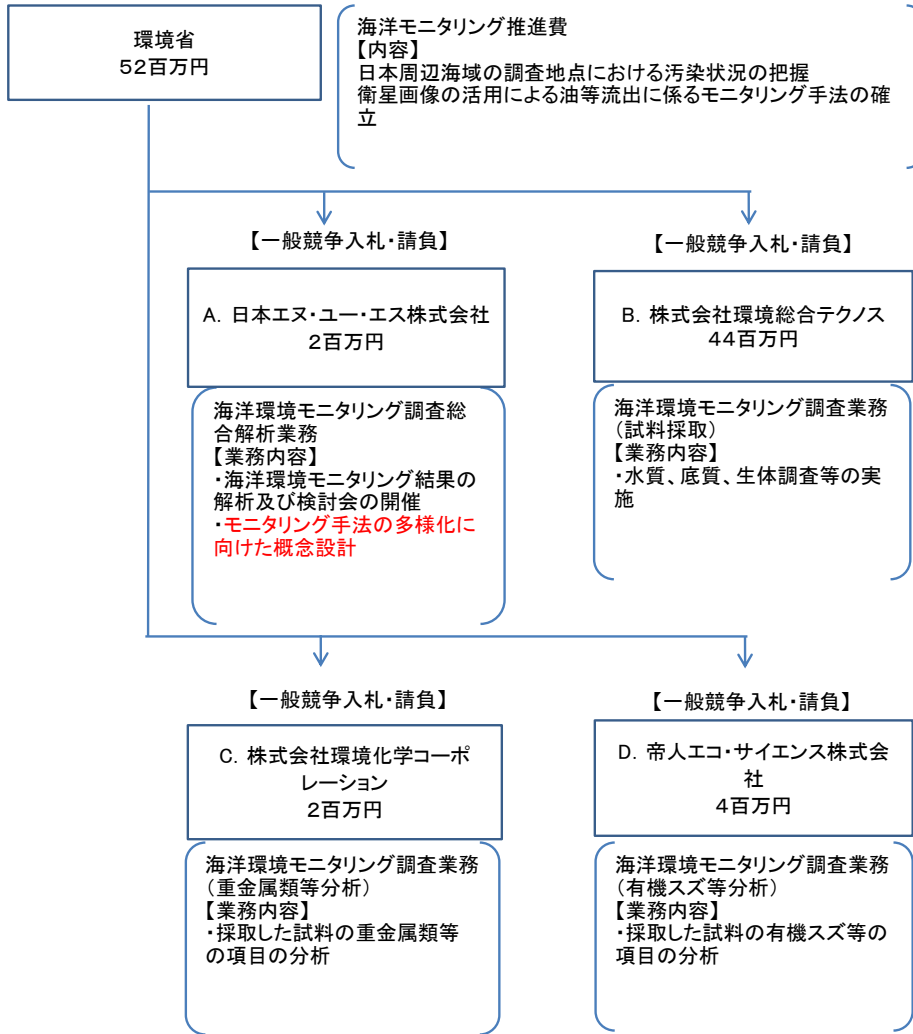 環境省
52百万円
海洋モニタリング推進費
【内容】
日本周辺海域の調査地点における汚染状況の把握
衛星画像の活用による油等流出に係るモニタリング手法の確
立
【一般競争入札・請負】
A. 日本エヌ・ユー・エス株式会社
2百万円
海洋環境モニタリング調査総
合解析業務
【業務内容】
・海洋環境モニタリング結果の
解析及び検討会の開催
・モニタリング手法の多様化に
向けた概念設計
【一般競争入札・請負】
B. 株式会社環境総合テクノス
44百万円
海洋環境モニタリング調査業務
（試料採取）
【業務内容】
・水質、底質、生体調査等の実
施
【一般競争入札・請負】
C. 株式会社環境化学コーポ
レーション
2百万円
海洋環境モニタリング調査業務
（重金属類等分析）
【業務内容】
・採取した試料の重金属類等
の項目の分析
【一般競争入札・請負】
D. 帝人エコ・サイエンス株式会
社
4百万円
海洋環境モニタリング調査業務
（有機スズ等分析）
【業務内容】
・採取した試料の有機スズ等の
項目の分析